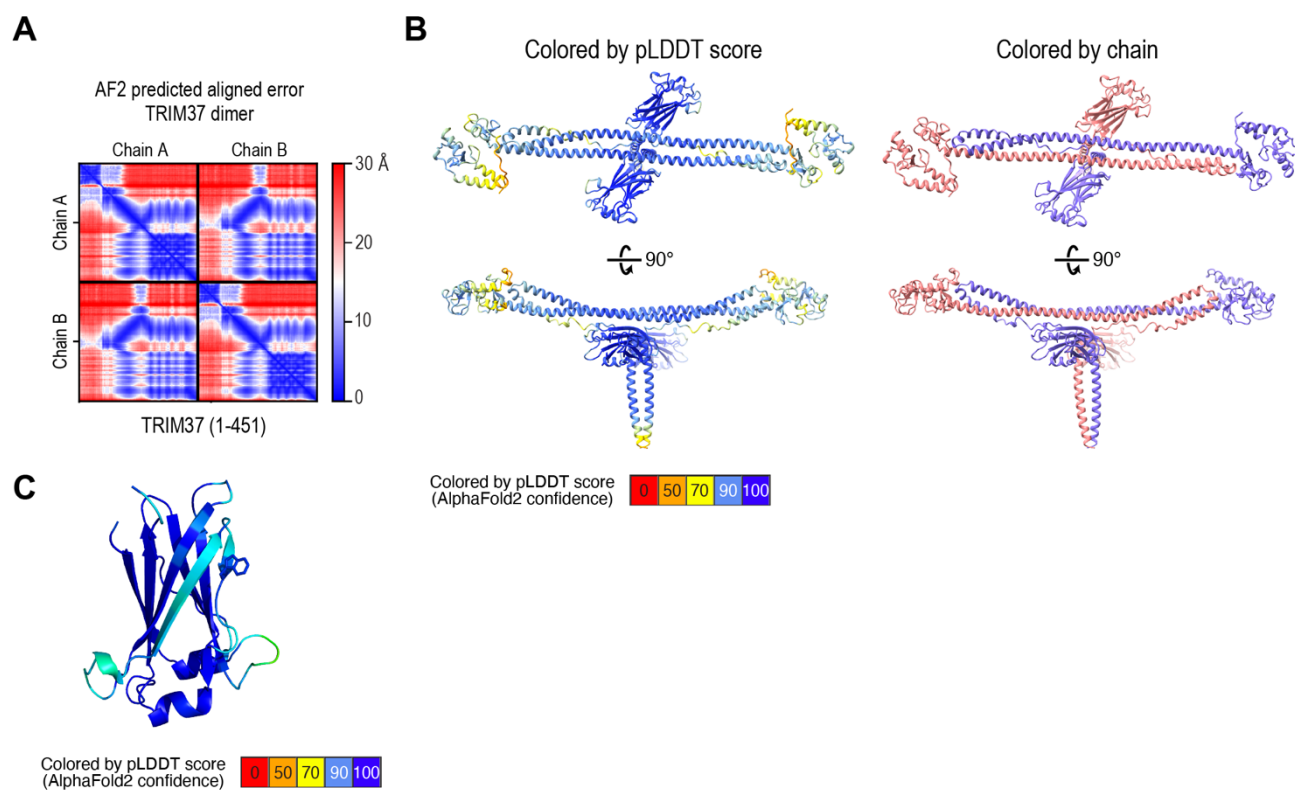 A
AF2 predicted aligned error
TRIM37 dimer
Chain A
Chain B
30 Å
20
10
0
Chain A
Chain B
TRIM37 (1-451)
B
Colored by pLDDT score
Colored by chain
90°
90°
Colored by pLDDT score
(AlphaFold2 confidence)
0 50 70 90 100
C
Colored by pLDDT score
(AlphaFold2 confidence)
0 50 70 90 100